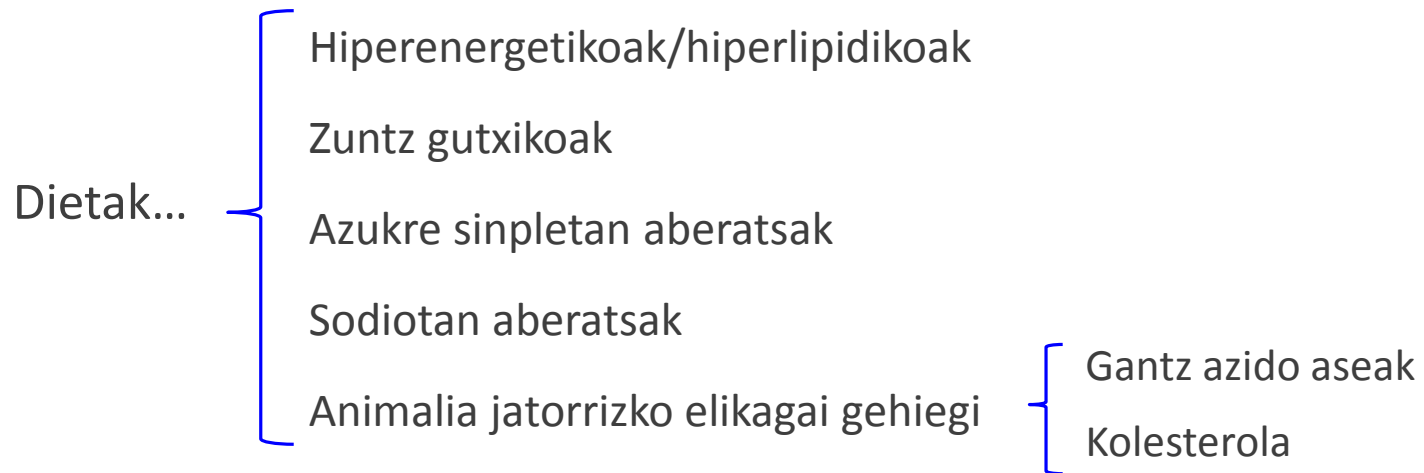 Hiperenergetikoak/hiperlipidikoak
Zuntz gutxikoak
Dietak...
Azukre sinpletan aberatsak
Sodiotan aberatsak
Animalia jatorrizko elikagai gehiegi
Gantz azido aseak
Kolesterola